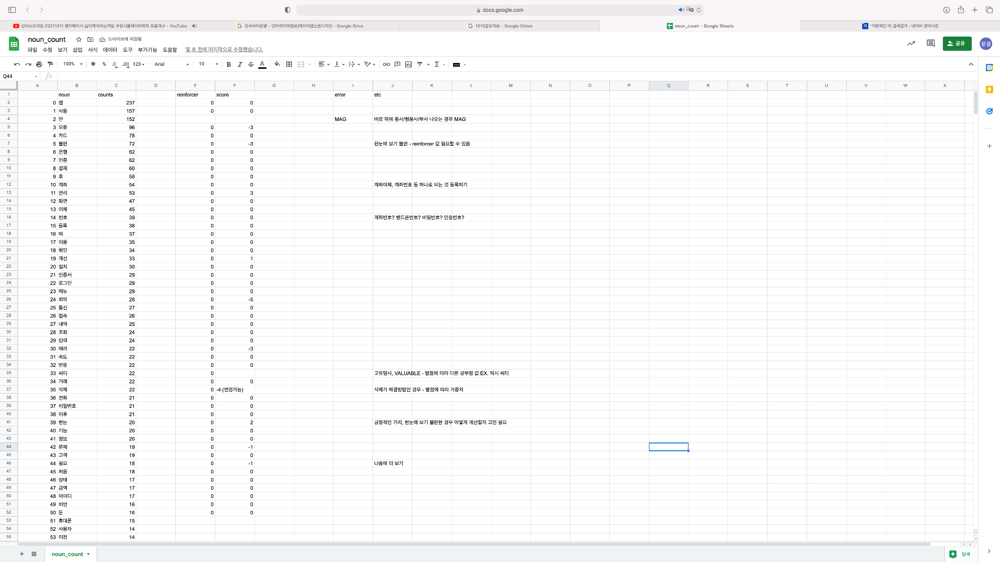 docs.google.com
선바스트리밍 20211011 팬카페이사 곰이케익먹는게임 쿠킹시뮬레이터피자 프좀대구 - YouTube
한국씨티은행 - 언어의미와정보/데이터캡스톤디자인 - Google Drive
1015발표자료 - Google Slides
noun_count - Google Sheets
'가변적인'의 검색결과 : 네이버 영어사전
noun_count 드라이브에 저장됨
파일 수정 보기 삽입 서식 데이터 도구 부가기능 도움말 몇 초 전에 마지막으로 수정했습니다.
공유 문결
100% ₩ % .0 .00 123 Arial 10 B I S A
Q44 fx
A B C D E F G H I J K L M N O P Q R S T U V W X
1 noun counts reinforcer score error etc
2 0 앱 237 0 0
3 1 사용 157 0 0
4 2 안 152 MAG 바로 뒤에 동사/형용사/부사 나오는 경우 MAG
5 3 오류 96 0 -3
6 4 카드 78 0 0
7 5 불편 72 0 -3 한눈에 보기 불편 - reinforcer 값 필요할 수 있음
8 6 은행 62 0 0
9 7 인증 62 0 0
10 8 결제 60 0 0
11 9 후 58 0 0
12 10 계좌 54 0 0 계좌이체, 계좌번호 등 하나로 되는 것 등록하기
13 11 편리 53 0 3
14 12 화면 47 0 0
15 13 이체 45 0 0
16 14 번호 39 0 0 계좌번호? 핸드폰번호? 비밀번호? 인증번호?
17 15 등록 38 0 0
18 16 때 37 0 0
19 17 이용 35 0 0
20 18 확인 34 0 0
21 19 개선 33 0 1
22 20 설치 30 0 0
23 21 인증서 29 0 0
24 22 로그인 29 0 0
25 23 메뉴 29 0 0
26 24 최악 28 0 -5
27 25 통신 27 0 0
28 26 접속 26 0 0
29 27 내역 25 0 0
30 28 조회 24 0 0
31 29 입력 24 0 0
32 30 에러 22 0 -3
33 31 속도 22 0 0
34 32 반응 22 0 0
35 33 씨티 22 0 고유명사, VALUABLE - 별점에 따라 다른 긍부정 값 EX. 역시 씨티
36 34 거래 22 0 0
37 35 삭제 22 0 -4 (변경가능) 삭제가 해결방법인 경우 - 별점에 따라 가중치
38 36 전화 21 0 0
39 37 비밀번호 21 0 0
40 38 이후 21 0 0
41 39 한눈 20 0 2 긍정적인 가치, 한눈에 보기 불편한 경우 어떻게 계산할지 고민 필요
42 40 기능 20 0 0
43 41 정보 20 0 0
44 42 문제 19 0 -1
45 43 고객 19 0 0
46 44 필요 18 0 -1 나중에 더 보기
47 45 처음 18 0 0
48 46 상태 17 0 0
49 47 금액 17 0 0
50 48 아이디 17 0 0
51 49 비번 16 0 0
52 50 돈 16 0 0
53 51 휴대폰 15
54 52 사용자 14
55 53 이전 14
noun_count 탐색